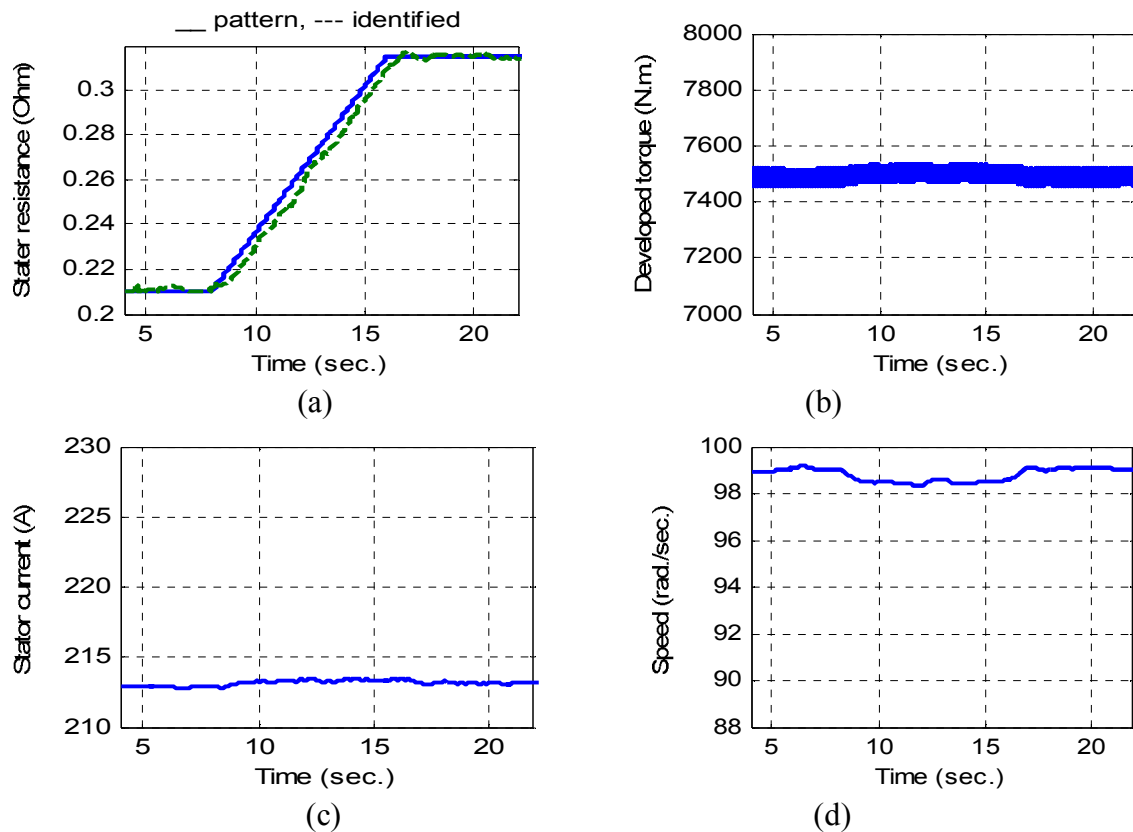 __ pattern, --- identified
Stater resistance (Ohm)
0.3
0.28
0.26
0.24
0.22
0.2
5 10 15 20
Time (sec.)
(a)
Developed torque (N.m.)
8000
7800
7600
7400
7200
7000
5 10 15 20
Time (sec.)
(b)
Stator current (A)
230
225
220
215
210
5 10 15 20
Time (sec.)
(c)
Speed (rad./sec.)
100
98
96
94
92
90
88
5 10 15 20
Time (sec.)
(d)